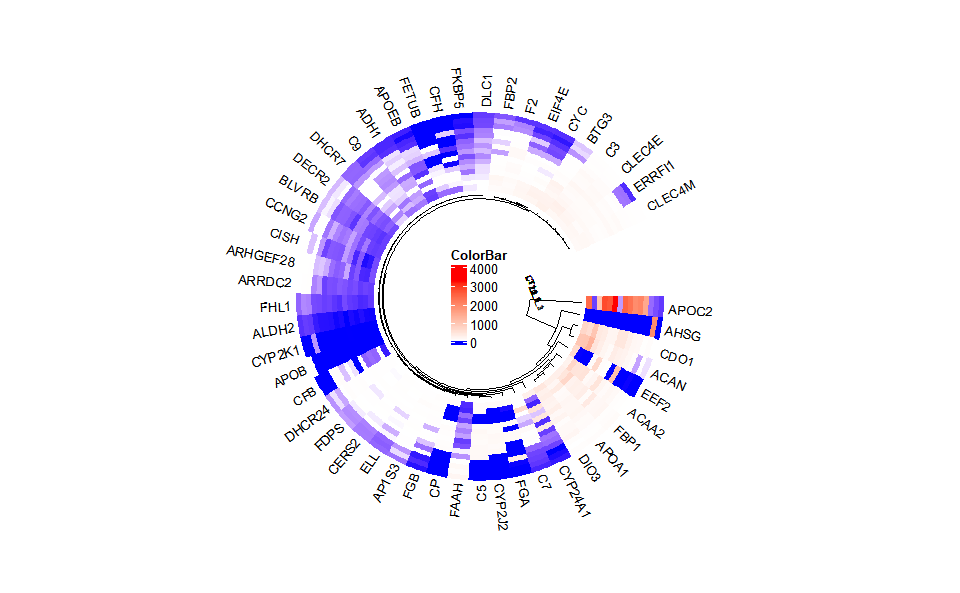 FKBP5
DLC1
FBP2
F2
EIF4E
CYC
BTG3
C3
CLEC4E
ERRFI1
CLEC4M
CFH
FETUB
APOEB
ADH1
C9
DHCR7
DECR2
BLVRB
CCNG2
CISH
ARHGEF28
ARRDC2
FHL1
ALDH2
CYP2K1
APOB
CFB
DHCR24
FDPS
CERS2
ELL
AP1S3
FGB
CP
FAAH
C5
CYP2J2
FGA
C7
CYP24A1
DIO3
APOA1
FBP1
ACAA2
EEF2
ACAN
CDO1
AHSG
APOC2
ColorBar
4000
3000
2000
1000
0